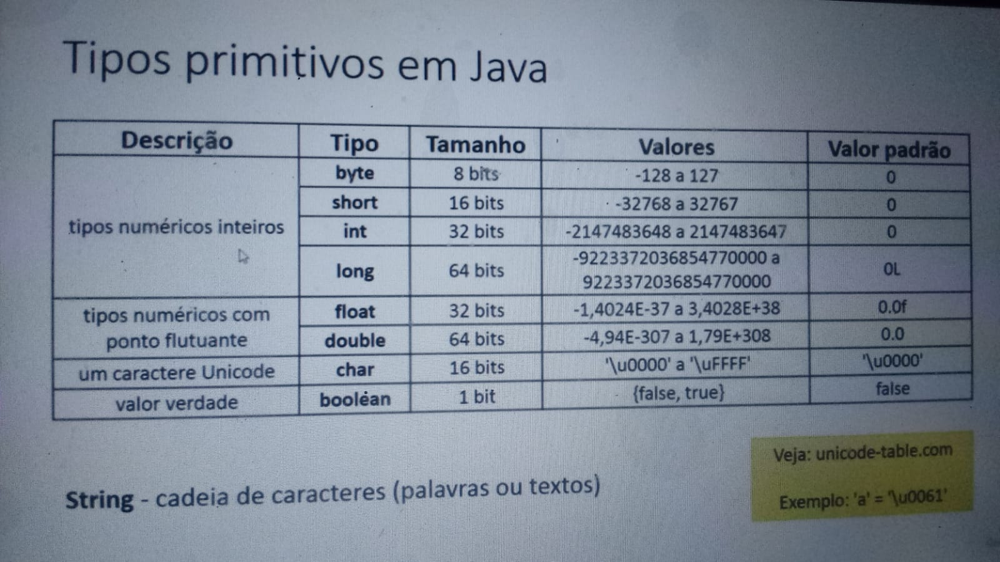 Tipos primitivos em Java
Descrição Tipo Tamanho Valores Valor padrão
tipos numéricos inteiros
byte 8 bits -128 a 127 0
short 16 bits -32768 a 32767 0
int 32 bits -2147483648 a 2147483647 0
long 64 bits -9223372036854770000 a
9223372036854770000 0L
tipos numéricos com
ponto flutuante
float 32 bits -1,4024E-37 a 3,4028E+38 0.0f
double 64 bits -4,94E-307 a 1,79E+308 0.0
um caractere Unicode char 16 bits '\u0000' a '\uFFFF' '\u0000'
valor verdade boolean 1 bit {false, true} false
Veja: unicode-table.com
String - cadeia de caracteres (palavras ou textos)
Exemplo: 'a' = '\u0061'